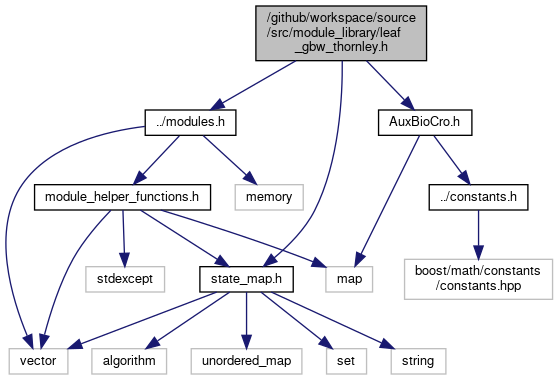 /github/workspace/source
/src/module_library/leaf
_gbw_thornley.h
../modules.h
AuxBioCro.h
module_helper_functions.h
memory
../constants.h
stdexcept
state_map.h
map
boost/math/constants
/constants.hpp
vector
algorithm
unordered_map
set
string